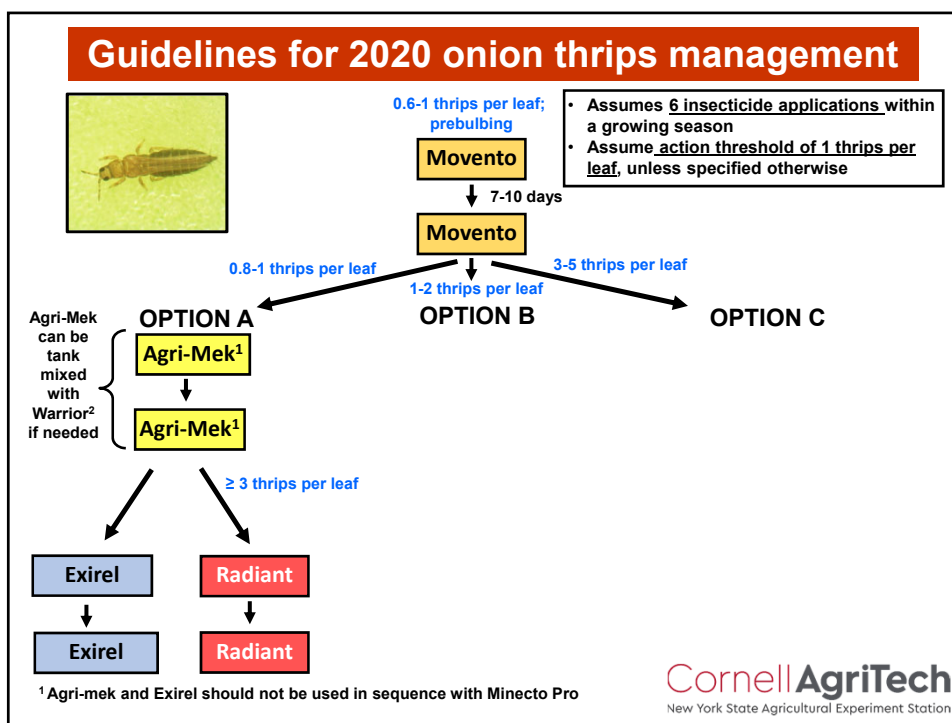 Guidelines for 2020 onion thrips management
0.6-1 thrips per leaf;
prebulbing
• Assumes 6 insecticide applications within
a growing season
• Assume action threshold of 1 thrips per
leaf, unless specified otherwise
Movento
7-10 days
Movento
0.8-1 thrips per leaf
1-2 thrips per leaf
3-5 thrips per leaf
OPTION A
OPTION B
OPTION C
Agri-Mek
can be
tank
mixed
with
Warrior²
if needed
Agri-Mek¹
Agri-Mek¹
≥ 3 thrips per leaf
Exirel
Radiant
Exirel
Radiant
¹ Agri-mek and Exirel should not be used in sequence with Minecto Pro
CornellAgriTech
New York State Agricultural Experiment Station